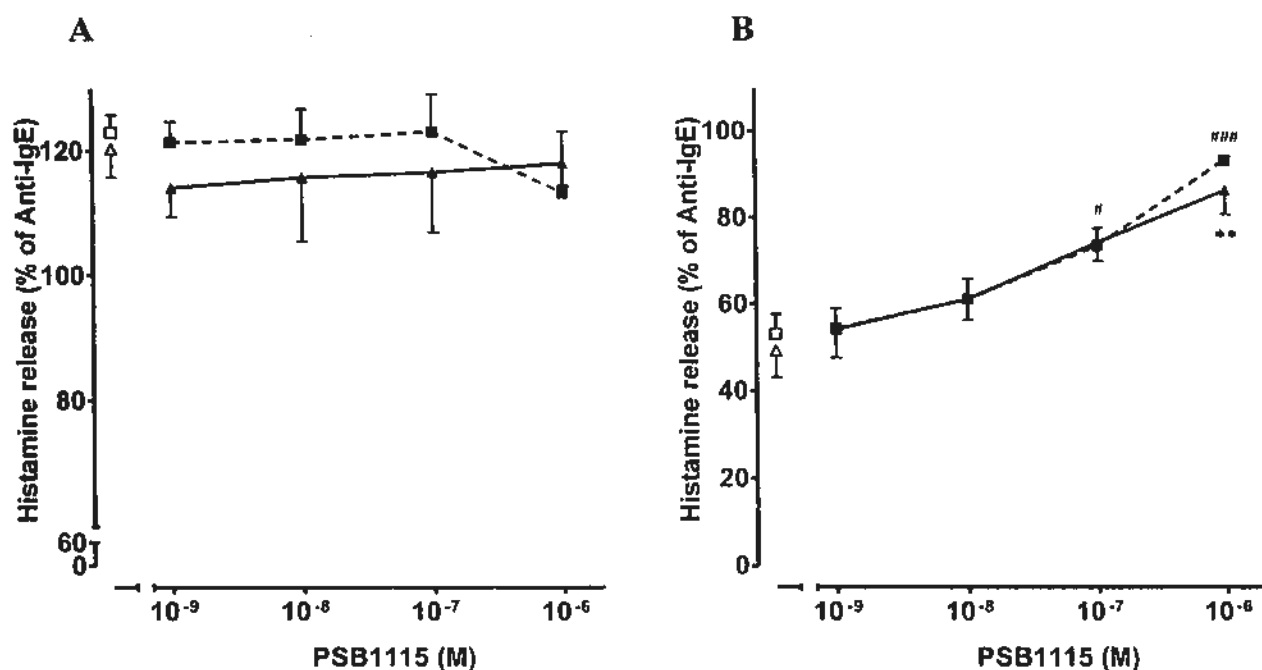 A
Histamine release (% of Anti-IgE)
120
100
80
60
0
10⁻⁹ 10⁻⁸ 10⁻⁷ 10⁻⁶
PSB1115 (M)
B
Histamine release (% of Anti-IgE)
100
80
60
40
20
0
###
#
**
10⁻⁹ 10⁻⁸ 10⁻⁷ 10⁻⁶
PSB1115 (M)